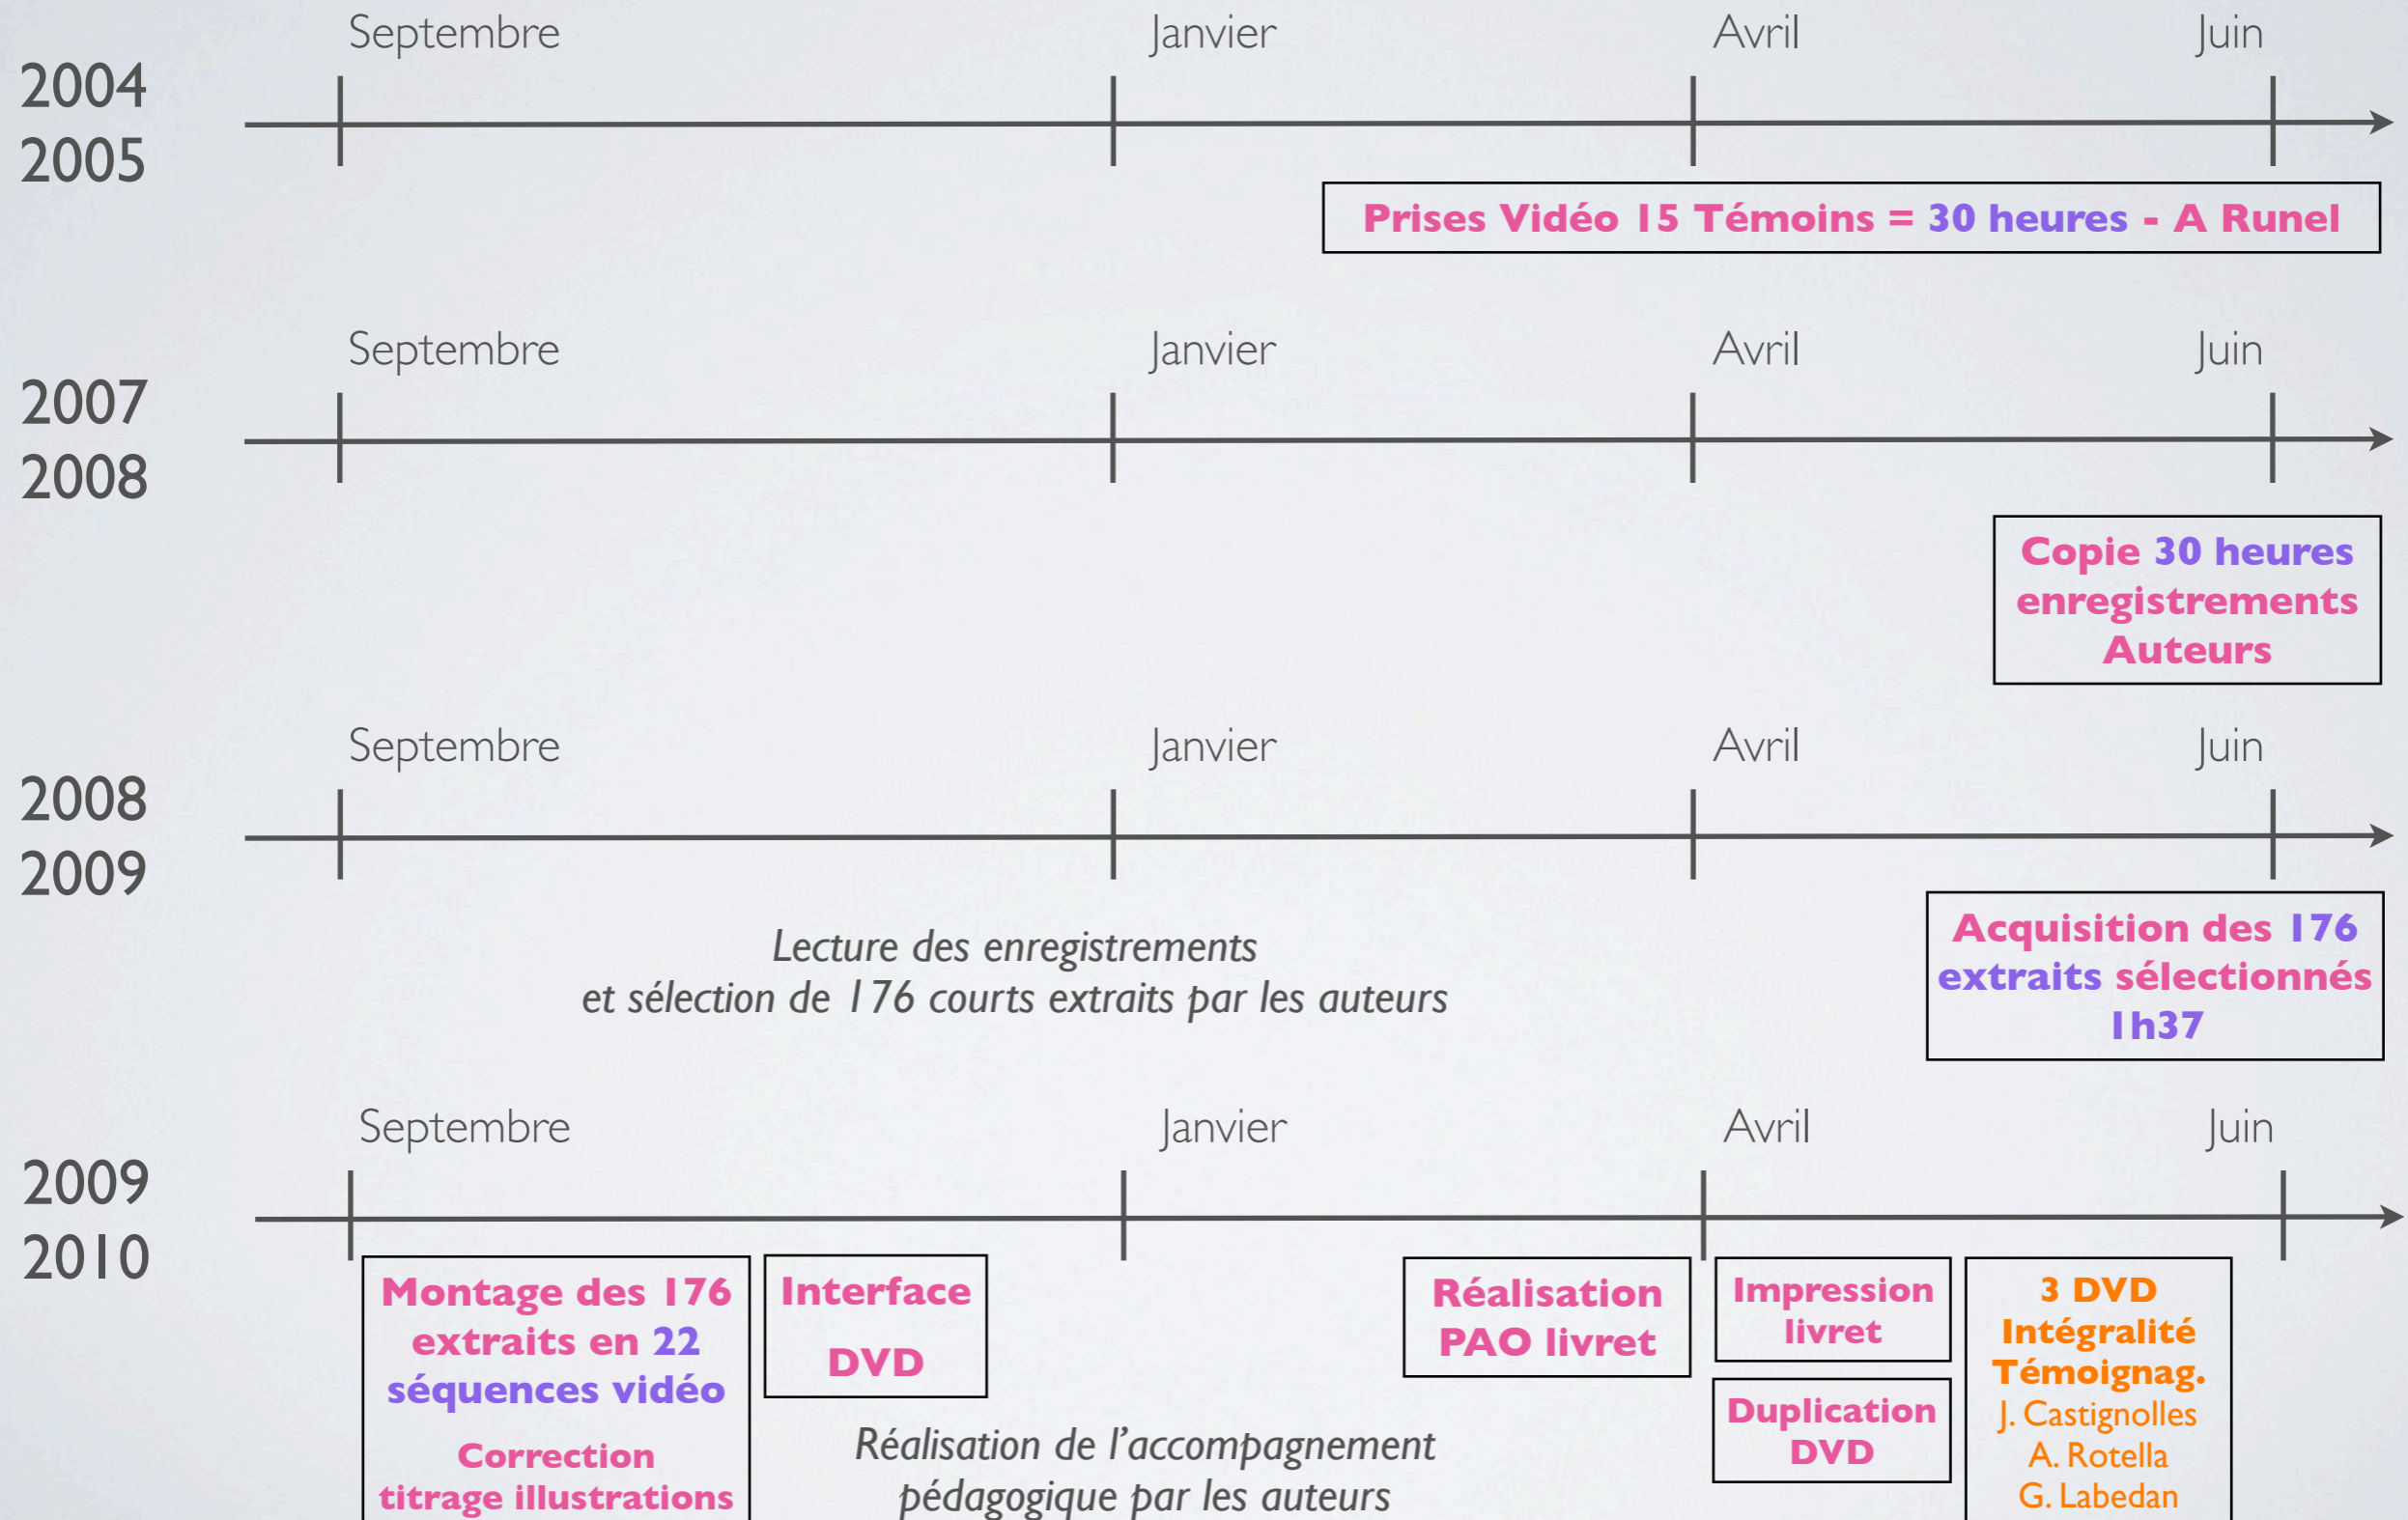 Septembre
Janvier
Avril
Juin
2004
2005
Prises Vidéo 15 Témoins = 30 heures - A Runel
Septembre
Janvier
Avril
Juin
2007
2008
Copie 30 heures
enregistrements
Auteurs
Septembre
Janvier
Avril
Juin
2008
2009
Lecture des enregistrements
et sélection de 176 courts extraits par les auteurs
Acquisition des 176
extraits sélectionnés
1h37
Septembre
Janvier
Avril
Juin
2009
2010
Montage des 176
extraits en 22
séquences vidéo
Correction
titrage illustrations
Interface
DVD
Réalisation de l’accompagnement
pédagogique par les auteurs
Réalisation
PAO livret
Impression
livret
Duplication
DVD
3 DVD
Intégralité
Témoignag.
J. Castignolles
A. Rotella
G. Labedan